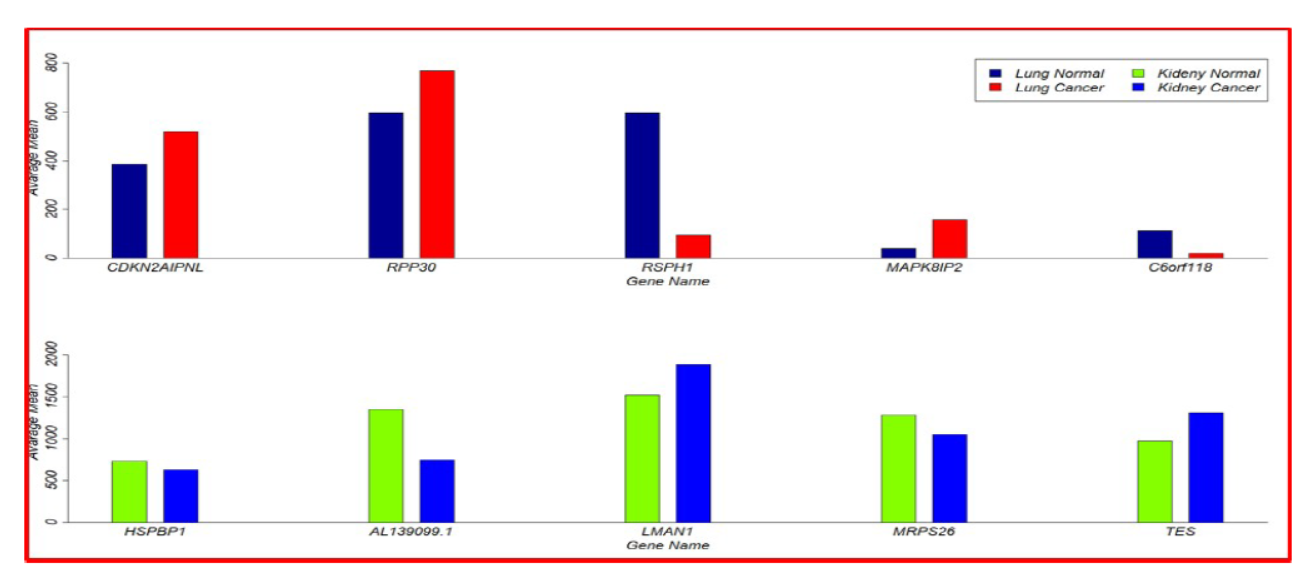 Lung Normal Kideny Normal
Lung Cancer Kidney Cancer
Avarage Mean
800
600
400
200
0
CDKN2AIPNL RPP30 RSPH1 MAPK8IP2 C6orf118
Gene Name
Avarage Mean
2000
1500
1000
500
0
HSPBP1 AL139099.1 LMAN1 MRPS26 TES
Gene Name